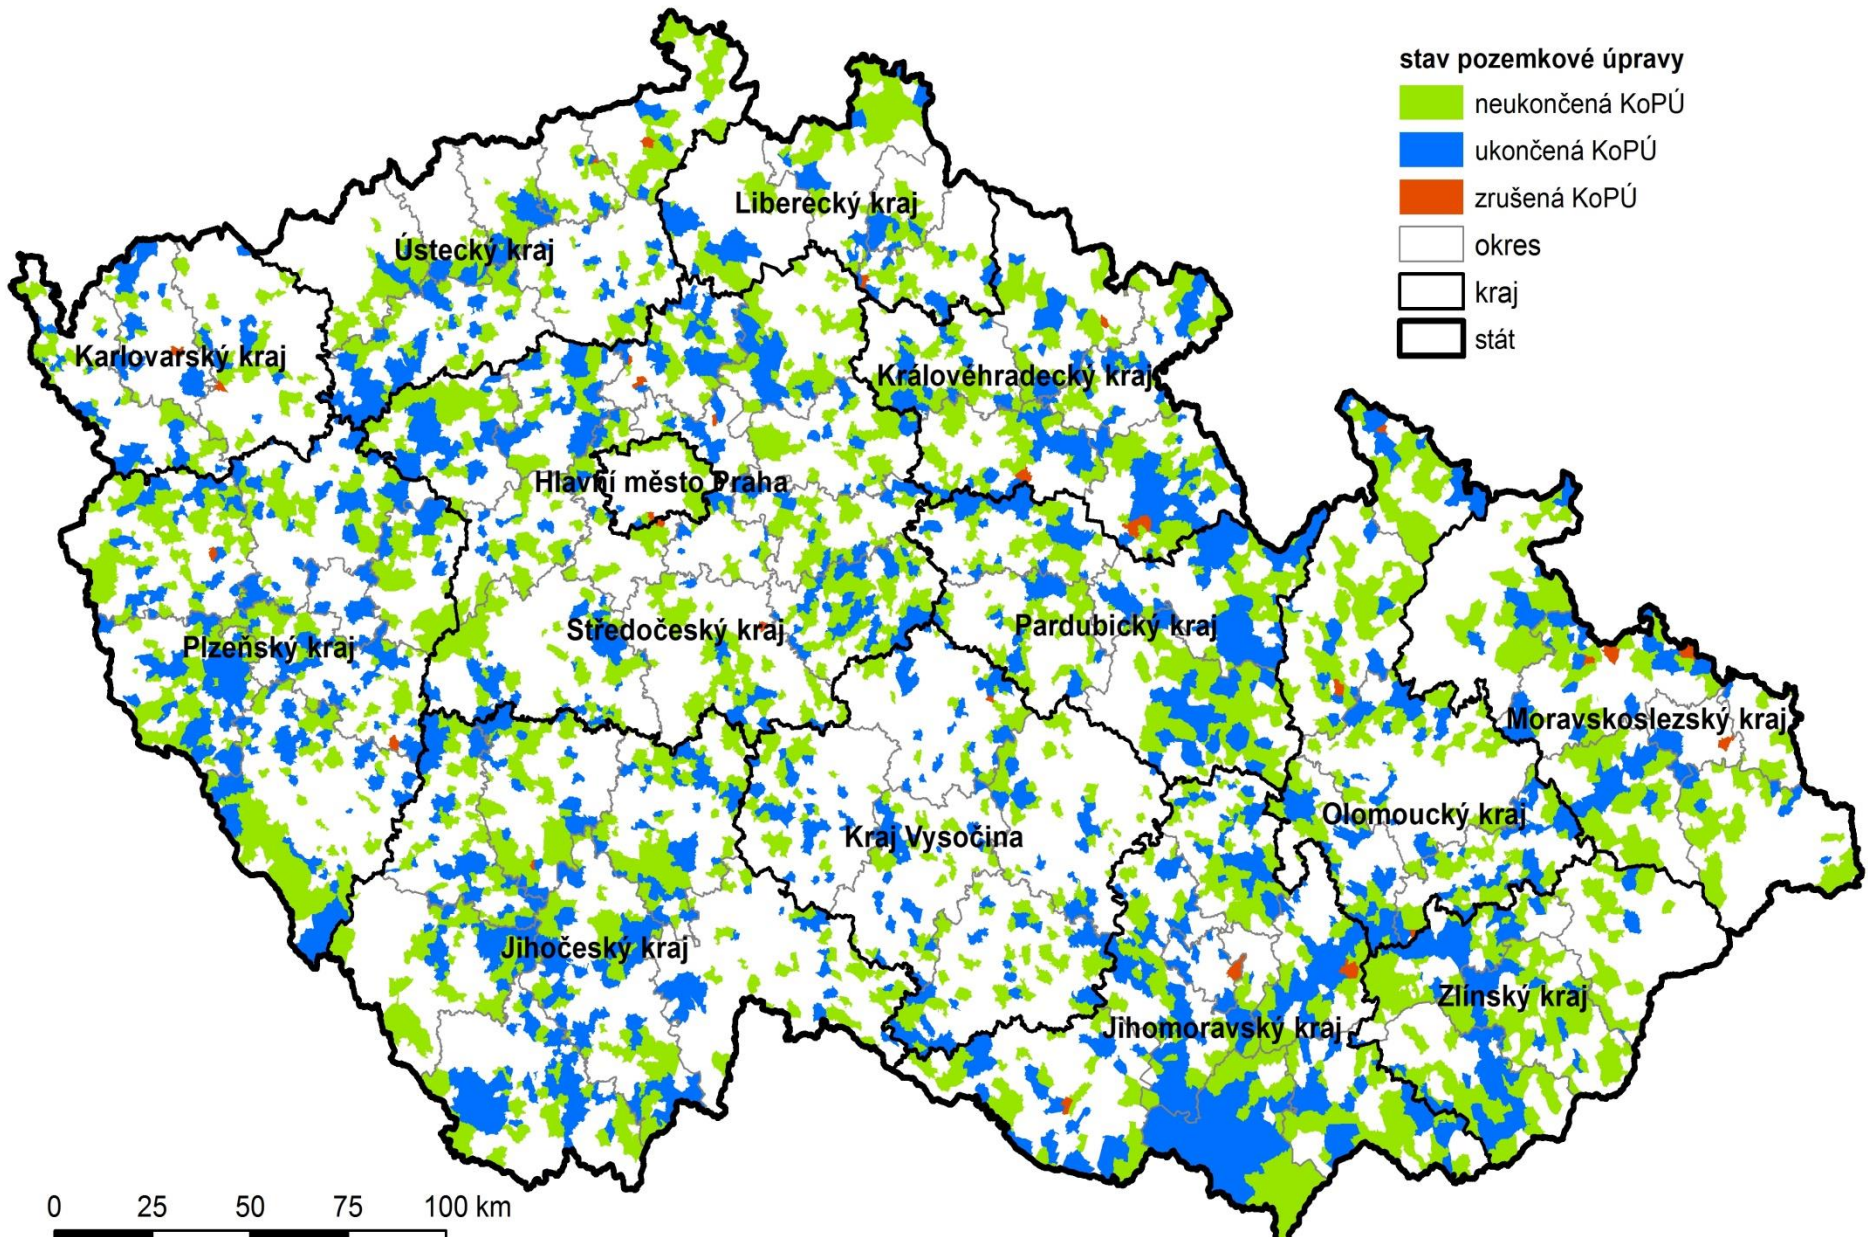 stav pozemkové úpravy
neukončená KoPÚ
ukončená KoPÚ
zrušená KoPÚ
okres
kraj
stát
Liberecký kraj
Ústecký kraj
Karlovarský kraj
Královéhradecký kraj
Hlavní město Praha
Středočeský kraj
Pardubický kraj
Plzeňský kraj
Moravskoslezský kraj
Olomoucký kraj
Kraj Vysočina
Jihočeský kraj
Zlínský kraj
Jihomoravský kraj
0 25 50 75 100 km